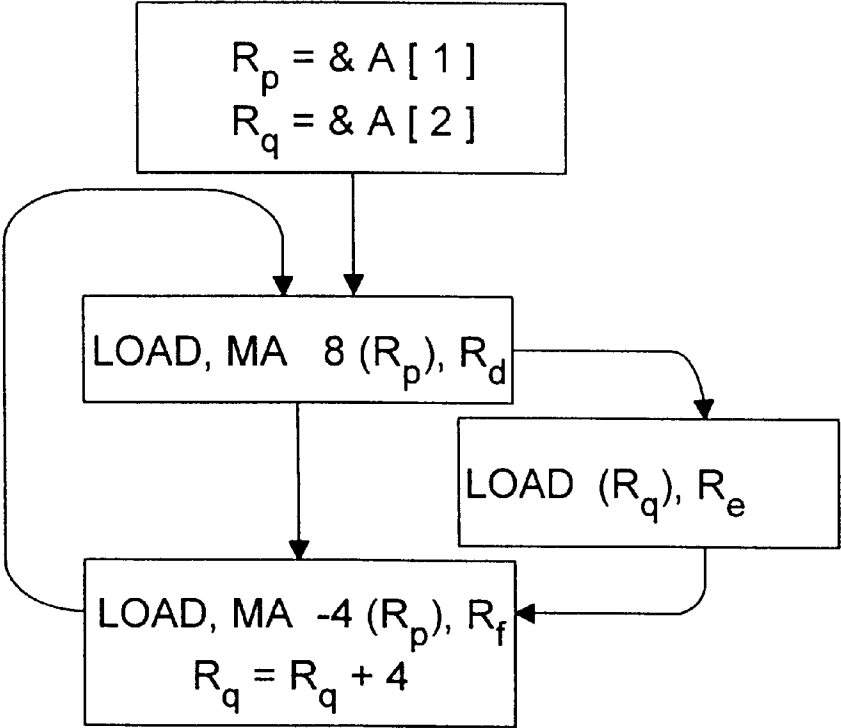 Rp = & A [ 1 ]
Rq = & A [ 2 ]
LOAD, MA 8 (Rp), Rd
LOAD (Rq), Re
LOAD, MA -4 (Rp), Rf
Rq = Rq + 4